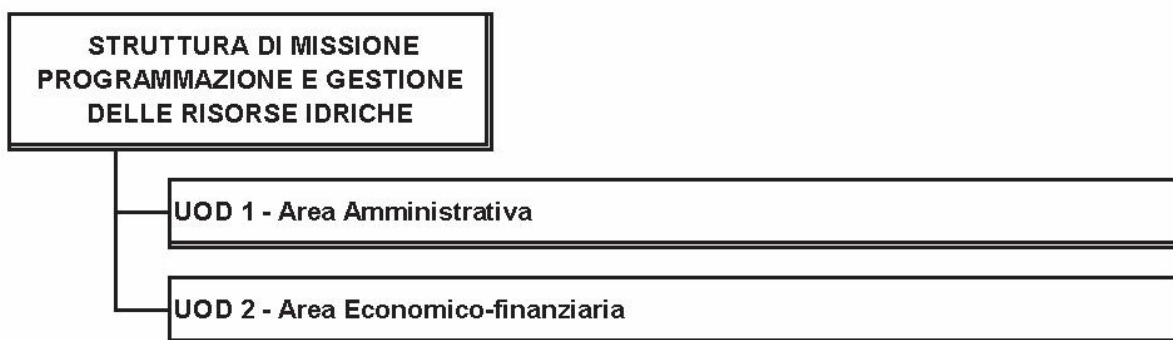 STRUTTURA DI MISSIONE
PROGRAMMAZIONE E GESTIONE
DELLE RISORSE IDRICHE
UOD 1 - Area Amministrativa
UOD 2 - Area Economico-finanziaria